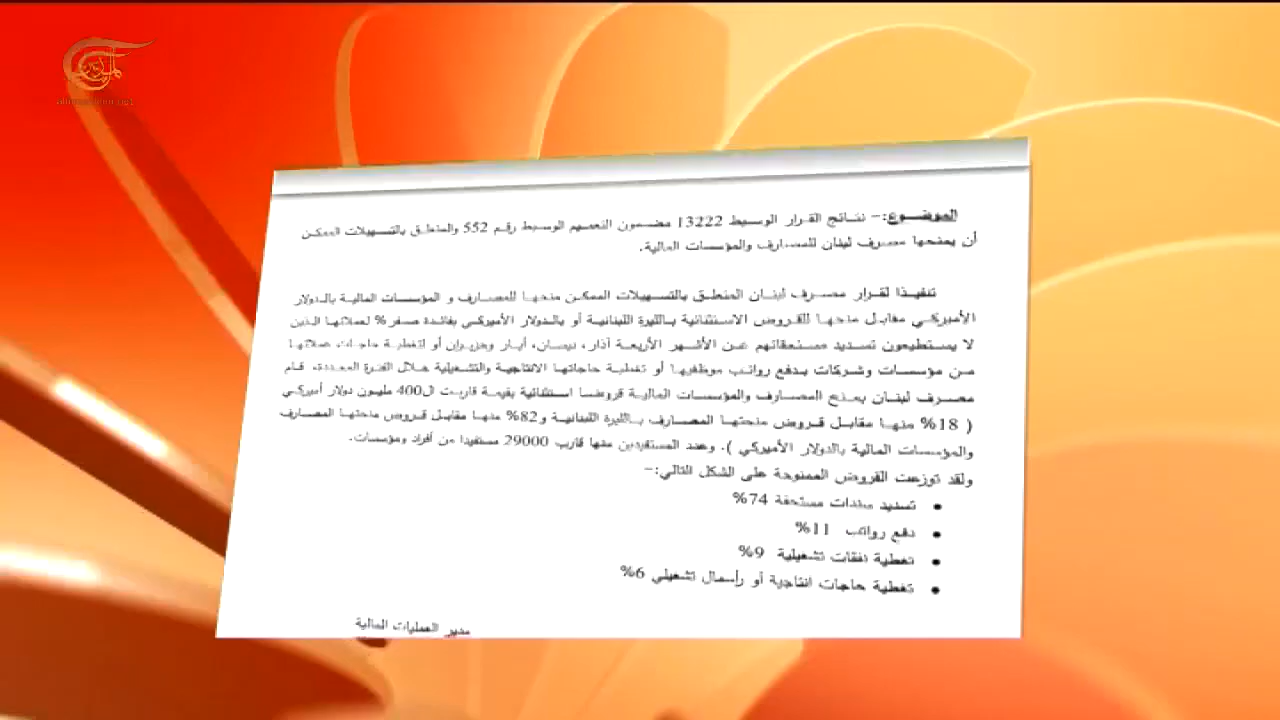 الميادين
almayadeen.net
الموضـــوع:- نتائج القرار الوسيط 13222 مضمون التعميم الوسيط رقم 552 والمتعلق بالتسهيلات الممكن
أن يمنحها مصرف لبنان للمصارف والمؤسسات المالية.
تنفيذا لقرار مصرف لبنان المتعلق بالتسهيلات الممكن منحها للمصارف و المؤسسات المالية بالدولار
الأميركي مقابل منحها للقروض الاستثنائية بالليرة اللبنانية أو بالدولار الأميركي بفائدة صفر% لعملائها الذين
لا يستطيعون تسديد مستحقاتهم عن الأشهر الأربعة آذار، نيسان، أيار وحزيران أو لتغطية حاجات عملائها
من مؤسسات وشركات بدفع رواتب موظفيها أو تغطية حاجاتها الانتاجية والتشغيلية خلال الفترة المحددة، قام
مصرف لبنان بمنح المصارف والمؤسسات المالية قروضا استثنائية بقيمة قاربت ال400 مليون دولار أميركي
( 18% منها مقابل قروض منحتها المصارف بالليرة اللبنانية و82% منها مقابل قروض منحتها المصارف
والمؤسسات المالية بالدولار الأميركي ). وعدد المستفيدين منها قارب 29000 مستفيدا من أفراد ومؤسسات.
ولقد توزعت القروض الممنوحة على الشكل التالي:-
• تسديد سندات مستحقة 74%
• دفع رواتب 11%
• تغطية نفقات تشغيلية 9%
• تغطية حاجات انتاجية أو رأسمال تشغيلي 6%
مدير العمليات المالية